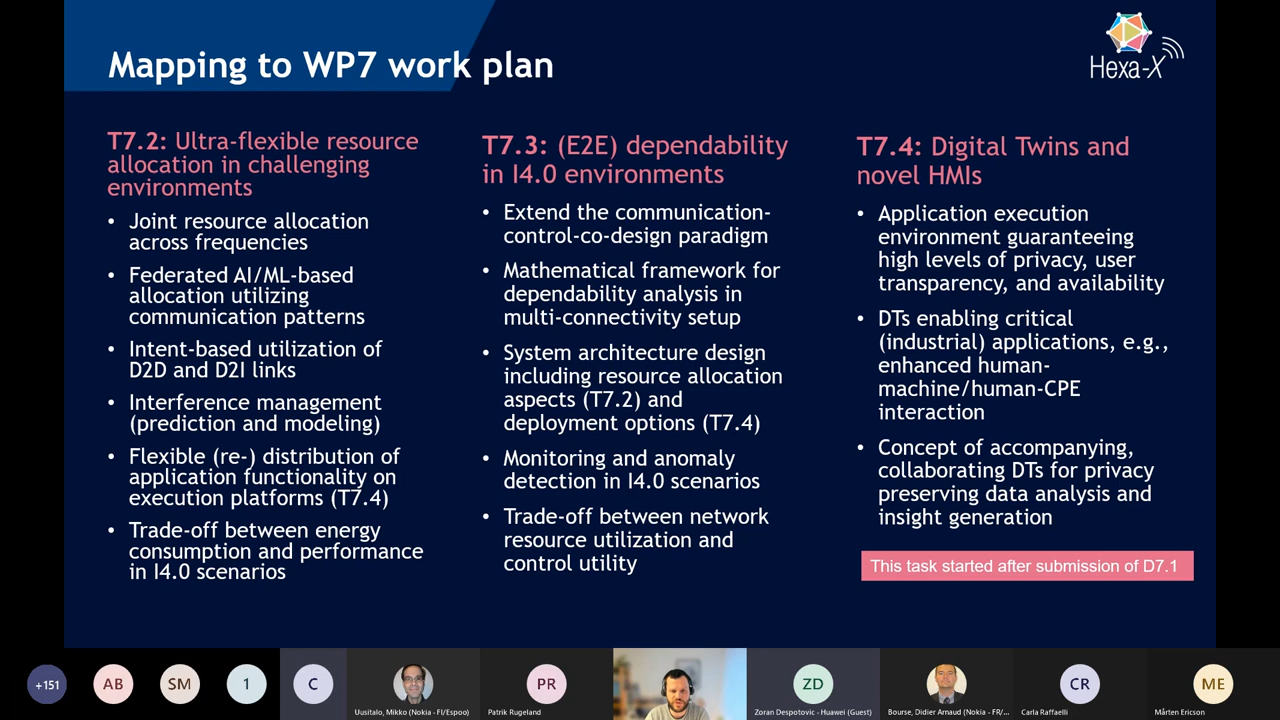 Mapping to WP7 work plan
Hexa-X
T7.2: Ultra-flexible resource
allocation in challenging
environments
• Joint resource allocation
across frequencies
• Federated AI/ML-based
allocation utilizing
communication patterns
• Intent-based utilization of
D2D and D2I links
• Interference management
(prediction and modeling)
• Flexible (re-) distribution of
application functionality on
execution platforms (T7.4)
• Trade-off between energy
consumption and performance
in I4.0 scenarios
T7.3: (E2E) dependability
in I4.0 environments
• Extend the communication-
control-co-design paradigm
• Mathematical framework for
dependability analysis in
multi-connectivity setup
• System architecture design
including resource allocation
aspects (T7.2) and
deployment options (T7.4)
• Monitoring and anomaly
detection in I4.0 scenarios
• Trade-off between network
resource utilization and
control utility
T7.4: Digital Twins and
novel HMIs
• Application execution
environment guaranteeing
high levels of privacy, user
transparency, and availability
• DTs enabling critical
(industrial) applications, e.g.,
enhanced human-
machine/human-CPE
interaction
• Concept of accompanying,
collaborating DTs for privacy
preserving data analysis and
insight generation
This task started after submission of D7.1
+151
AB
SM
1
C
Uusitalo, Mikko (Nokia - FI/Espoo)
PR
Patrik Rugeland
ZD
Zoran Despotovic - Huawei (Guest)
Bourse, Didier Arnaud (Nokia - FR/...
CR
Carla Raffaelli
ME
Mårten Ericson